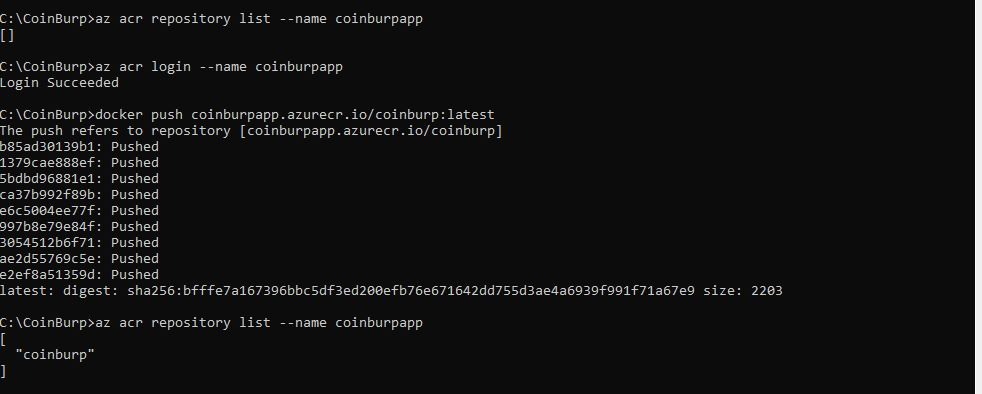 C:\CoinBurp>az acr repository list --name coinburpapp
[]
C:\CoinBurp>az acr login --name coinburpapp
Login Succeeded
C:\CoinBurp>docker push coinburpapp.azurecr.io/coinburp:latest
The push refers to repository [coinburpapp.azurecr.io/coinburp]
b85ad30139b1: Pushed
1379cae888ef: Pushed
5bdbd96881e1: Pushed
ca37b992f89b: Pushed
e6c5004ee77f: Pushed
997b8e79e84f: Pushed
3054512b6f71: Pushed
ae2d55769c5e: Pushed
e2ef8a51359d: Pushed
latest: digest: sha256:bfffe7a167396bbc5df3ed200efb76e671642dd755d3ae4a6939f991f71a67e9 size: 2203
C:\CoinBurp>az acr repository list --name coinburpapp
[
  "coinburp"
]